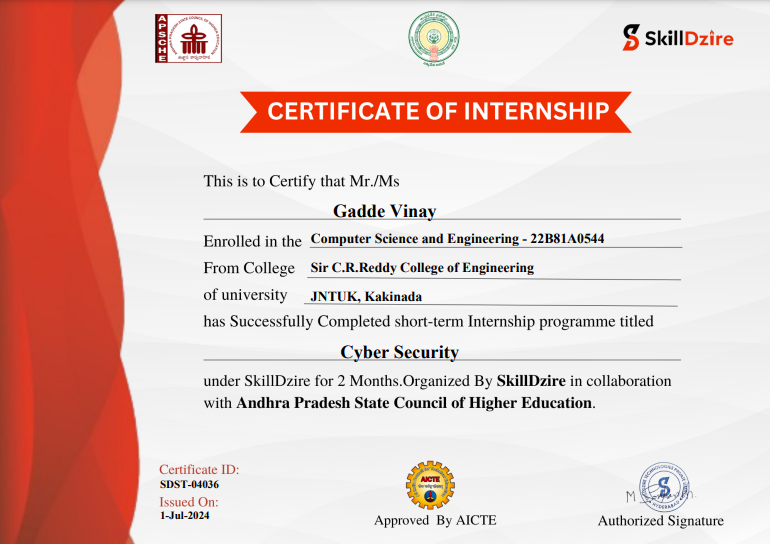 APSCHE
SkillDzire
CERTIFICATE OF INTERNSHIP
This is to Certify that Mr./Ms
Gadde Vinay
Enrolled in the Computer Science and Engineering - 22B81A0544
From College Sir C.R.Reddy College of Engineering
of university JNTUK, Kakinada
has Successfully Completed short-term Internship programme titled
Cyber Security
under SkillDzire for 2 Months.Organized By SkillDzire in collaboration
with Andhra Pradesh State Council of Higher Education.
Certificate ID:
SDST-04036
Issued On:
1-Jul-2024
AICTE
Approved By AICTE
Authorized Signature